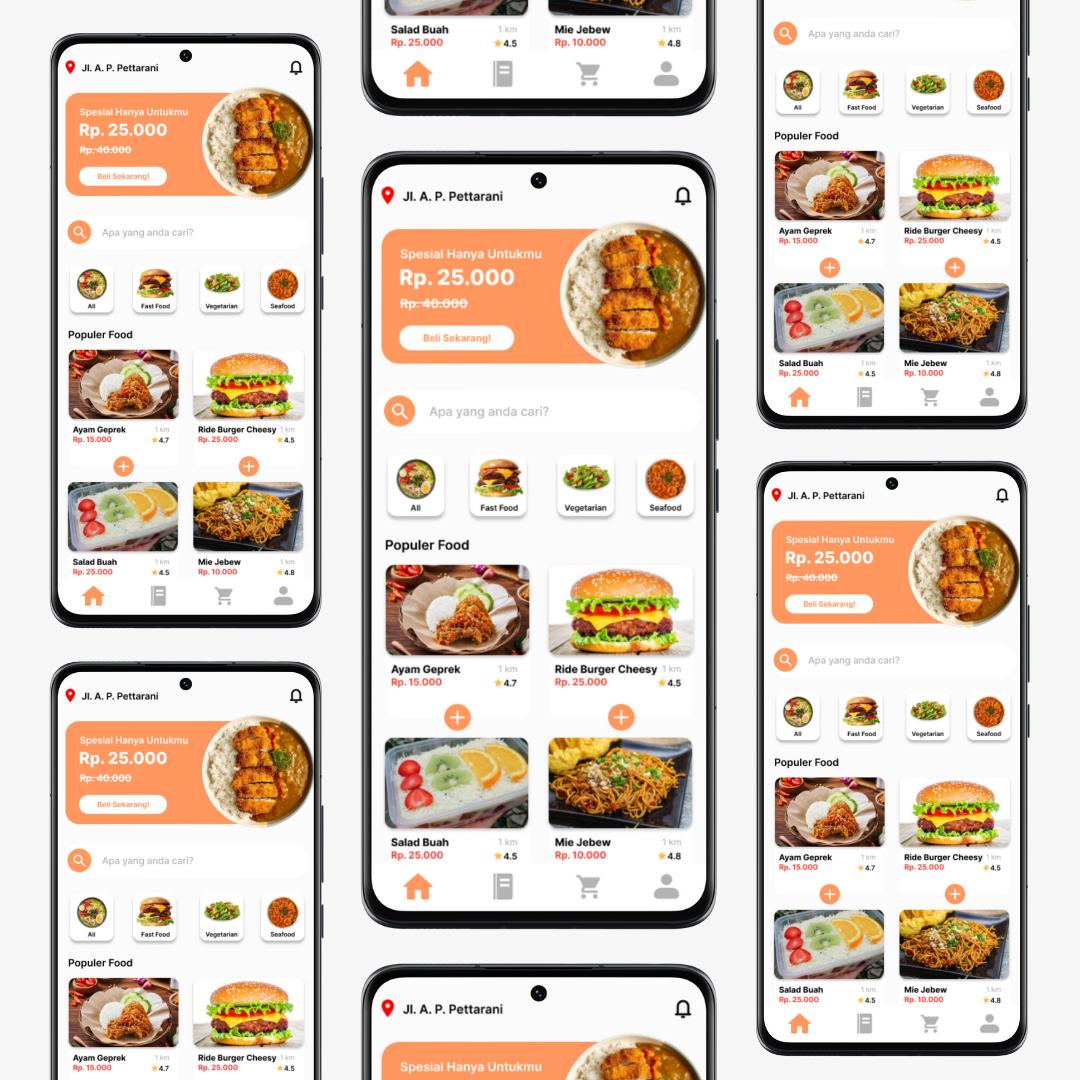 Jl. A. P. Pettarani
Spesial Hanya Untukmu
Rp. 25.000
Rp. 40.000
Beli Sekarang!
Apa yang anda cari?
All
Fast Food
Vegetarian
Seafood
Populer Food
Ayam Geprek 1 km
Rp. 15.000 4.7
Ride Burger Cheesy 1 km
Rp. 25.000 4.5
Salad Buah 1 km
Rp. 25.000 4.5
Mie Jebew 1 km
Rp. 10.000 4.8
Jl. A. P. Pettarani
Spesial Hanya Untukmu
Rp. 25.000
Rp. 40.000
Beli Sekarang!
Apa yang anda cari?
All
Fast Food
Vegetarian
Seafood
Populer Food
Ayam Geprek 1 km
Rp. 15.000 4.7
Ride Burger Cheesy 1 km
Rp. 25.000 4.5
Salad Buah 1 km
Rp. 25.000 4.5
Mie Jebew 1 km
Rp. 10.000 4.8
Jl. A. P. Pettarani
Spesial Hanya Untukmu
Rp. 25.000
Rp. 40.000
Beli Sekarang!
Apa yang anda cari?
All
Fast Food
Vegetarian
Seafood
Populer Food
Ayam Geprek 1 km
Rp. 15.000 4.7
Ride Burger Cheesy 1 km
Rp. 25.000 4.5
Salad Buah 1 km
Rp. 25.000 4.5
Mie Jebew 1 km
Rp. 10.000 4.8
Jl. A. P. Pettarani
Spesial Hanya Untukmu
Apa yang anda cari?
All
Fast Food
Vegetarian
Seafood
Populer Food
Ayam Geprek 1 km
Rp. 15.000 4.7
Ride Burger Cheesy 1 km
Rp. 25.000 4.5
Salad Buah 1 km
Rp. 25.000 4.5
Mie Jebew 1 km
Rp. 10.000 4.8
Jl. A. P. Pettarani
Spesial Hanya Untukmu
Rp. 25.000
Rp. 40.000
Beli Sekarang!
Apa yang anda cari?
All
Fast Food
Vegetarian
Seafood
Populer Food
Ayam Geprek 1 km
Rp. 15.000 4.7
Ride Burger Cheesy 1 km
Rp. 25.000 4.5
Salad Buah 1 km
Rp. 25.000 4.5
Mie Jebew 1 km
Rp. 10.000 4.8